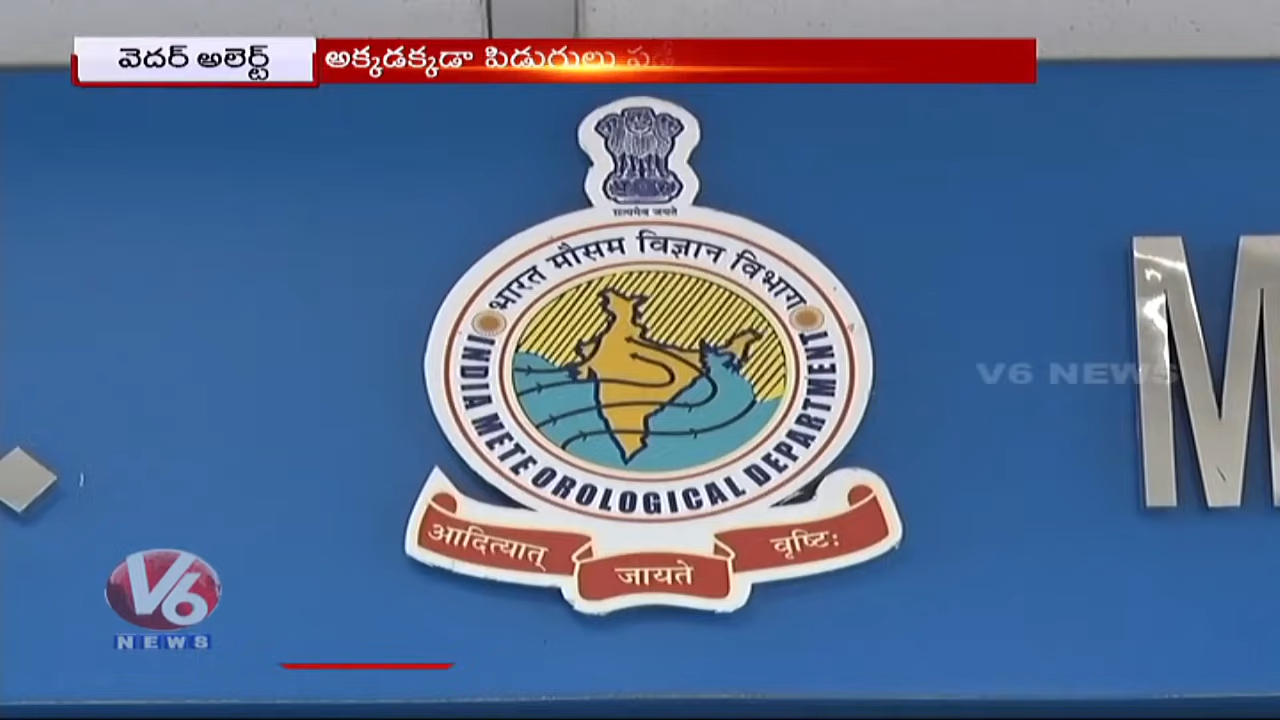 వెదర్ అలెర్ట్
అక్కడక్కడా పిడుగులు
सत्यमेव जयते
भारत मौसम विज्ञान विभाग
INDIA METEOROLOGICAL DEPARTMENT
V6 NEWS
M
आदित्यात् जायते वृष्टिः
V6
NEWS